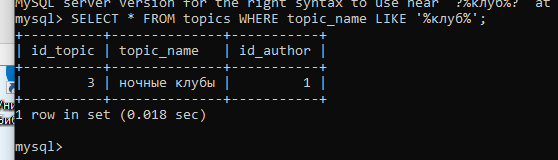 MySQL server version for the right syntax to use near '?%клуб%?' at
mysql> SELECT * FROM topics WHERE topic_name LIKE '%клуб%';
+----------+--------------+-----------+
| id_topic | topic_name | id_author |
+----------+--------------+-----------+
| 3 | ночные клубы | 1 |
+----------+--------------+-----------+
1 row in set (0.018 sec)
mysql>